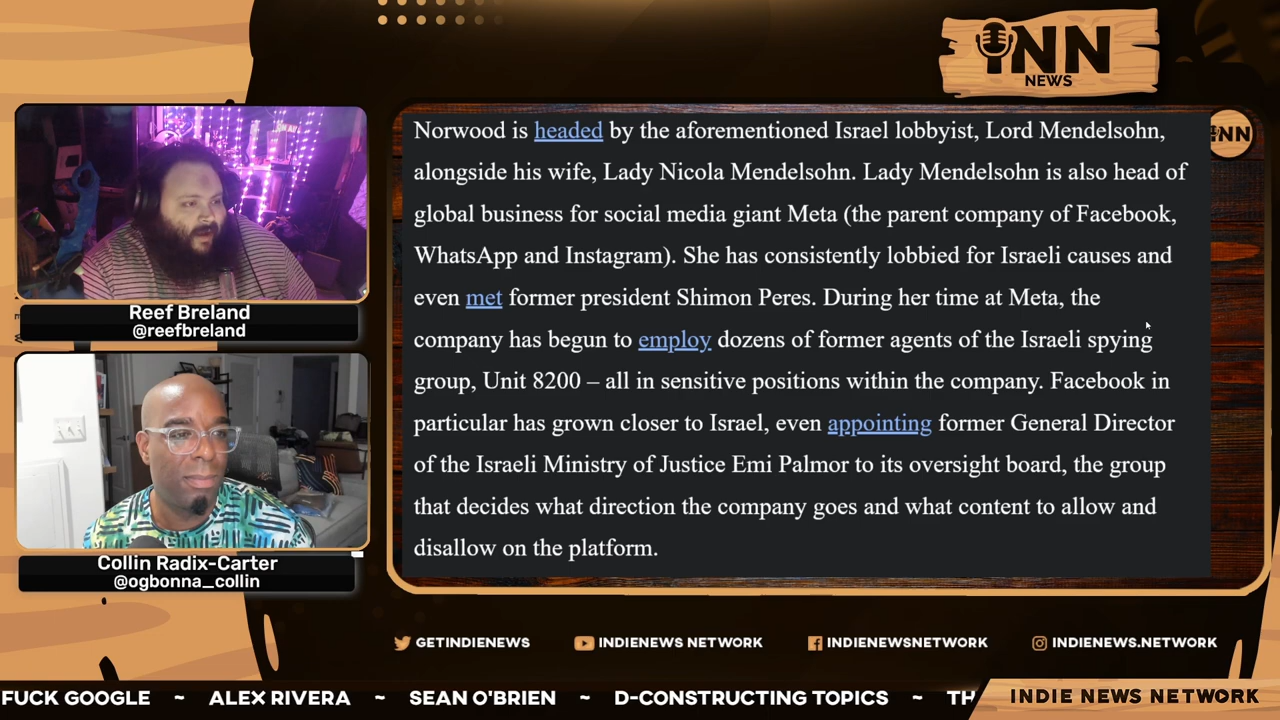 INN
NEWS
INN
Norwood is headed by the aforementioned Israel lobbyist, Lord Mendelsohn,
alongside his wife, Lady Nicola Mendelsohn. Lady Mendelsohn is also head of
global business for social media giant Meta (the parent company of Facebook,
WhatsApp and Instagram). She has consistently lobbied for Israeli causes and
even met former president Shimon Peres. During her time at Meta, the
company has begun to employ dozens of former agents of the Israeli spying
group, Unit 8200 – all in sensitive positions within the company. Facebook in
particular has grown closer to Israel, even appointing former General Director
of the Israeli Ministry of Justice Emi Palmor to its oversight board, the group
that decides what direction the company goes and what content to allow and
disallow on the platform.
Reef Breland
@reefbreland
Collin Radix-Carter
@ogbonna_collin
GETINDIENEWS
INDIENEWS NETWORK
INDIENEWSNETWORK
INDIENEWS.NETWORK
FUCK GOOGLE ~ ALEX RIVERA ~ SEAN O'BRIEN ~ D-CONSTRUCTING TOPICS ~ TH
INDIE NEWS NETWORK